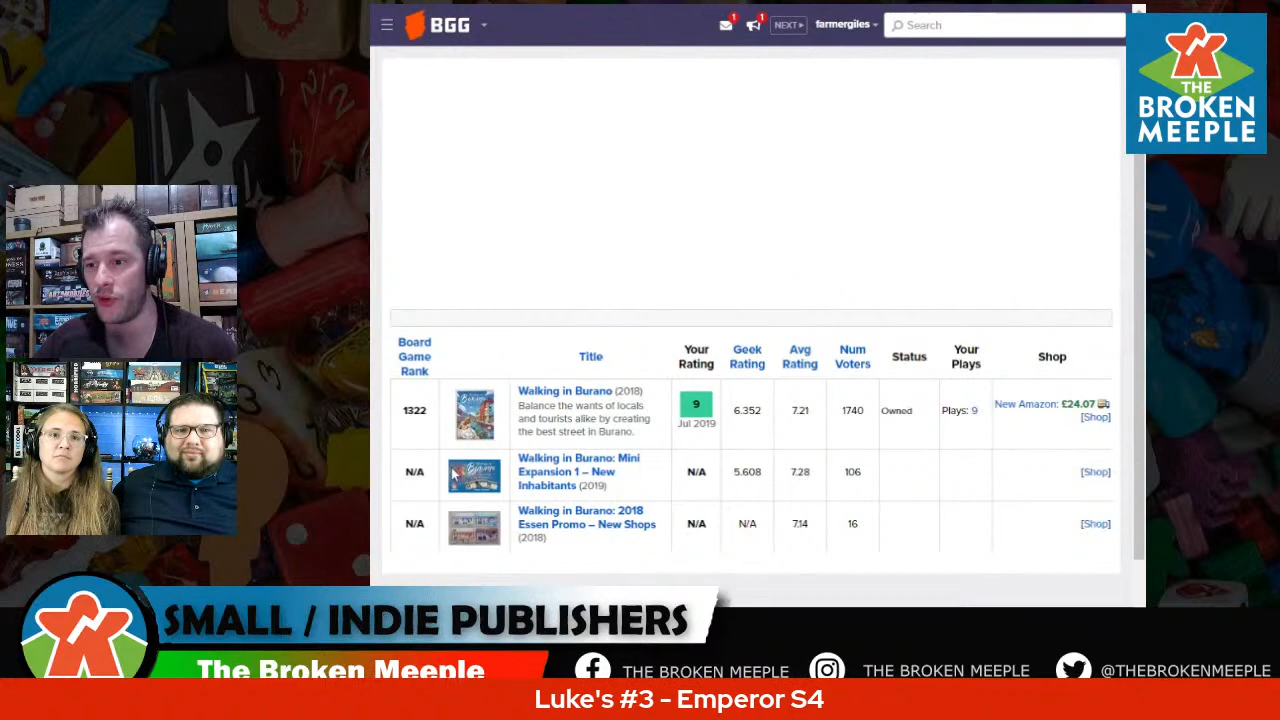 BGG
1
1
NEXT
farmergiles
Search
THE
BROKEN
MEEPLE
Board
Game
Rank
Title
Your
Rating
Geek
Rating
Avg
Rating
Num
Voters
Status
Your
Plays
Shop
1322
Walking in Burano (2018)
Balance the wants of locals
and tourists alike by creating
the best street in Burano.
9
Jul 2019
6.352
7.21
1740
Owned
Plays: 9
New Amazon: £24.07
[Shop]
N/A
Walking in Burano: Mini
Expansion 1 – New
Inhabitants (2019)
N/A
5.608
7.28
106
[Shop]
N/A
Walking in Burano: 2018
Essen Promo – New Shops
(2018)
N/A
N/A
7.14
16
[Shop]
SMALL / INDIE PUBLISHERS
The Broken Meeple
THE BROKEN MEEPLE
THE BROKEN MEEPLE
@THEBROKENMEEPLE
Luke's #3 - Emperor S4